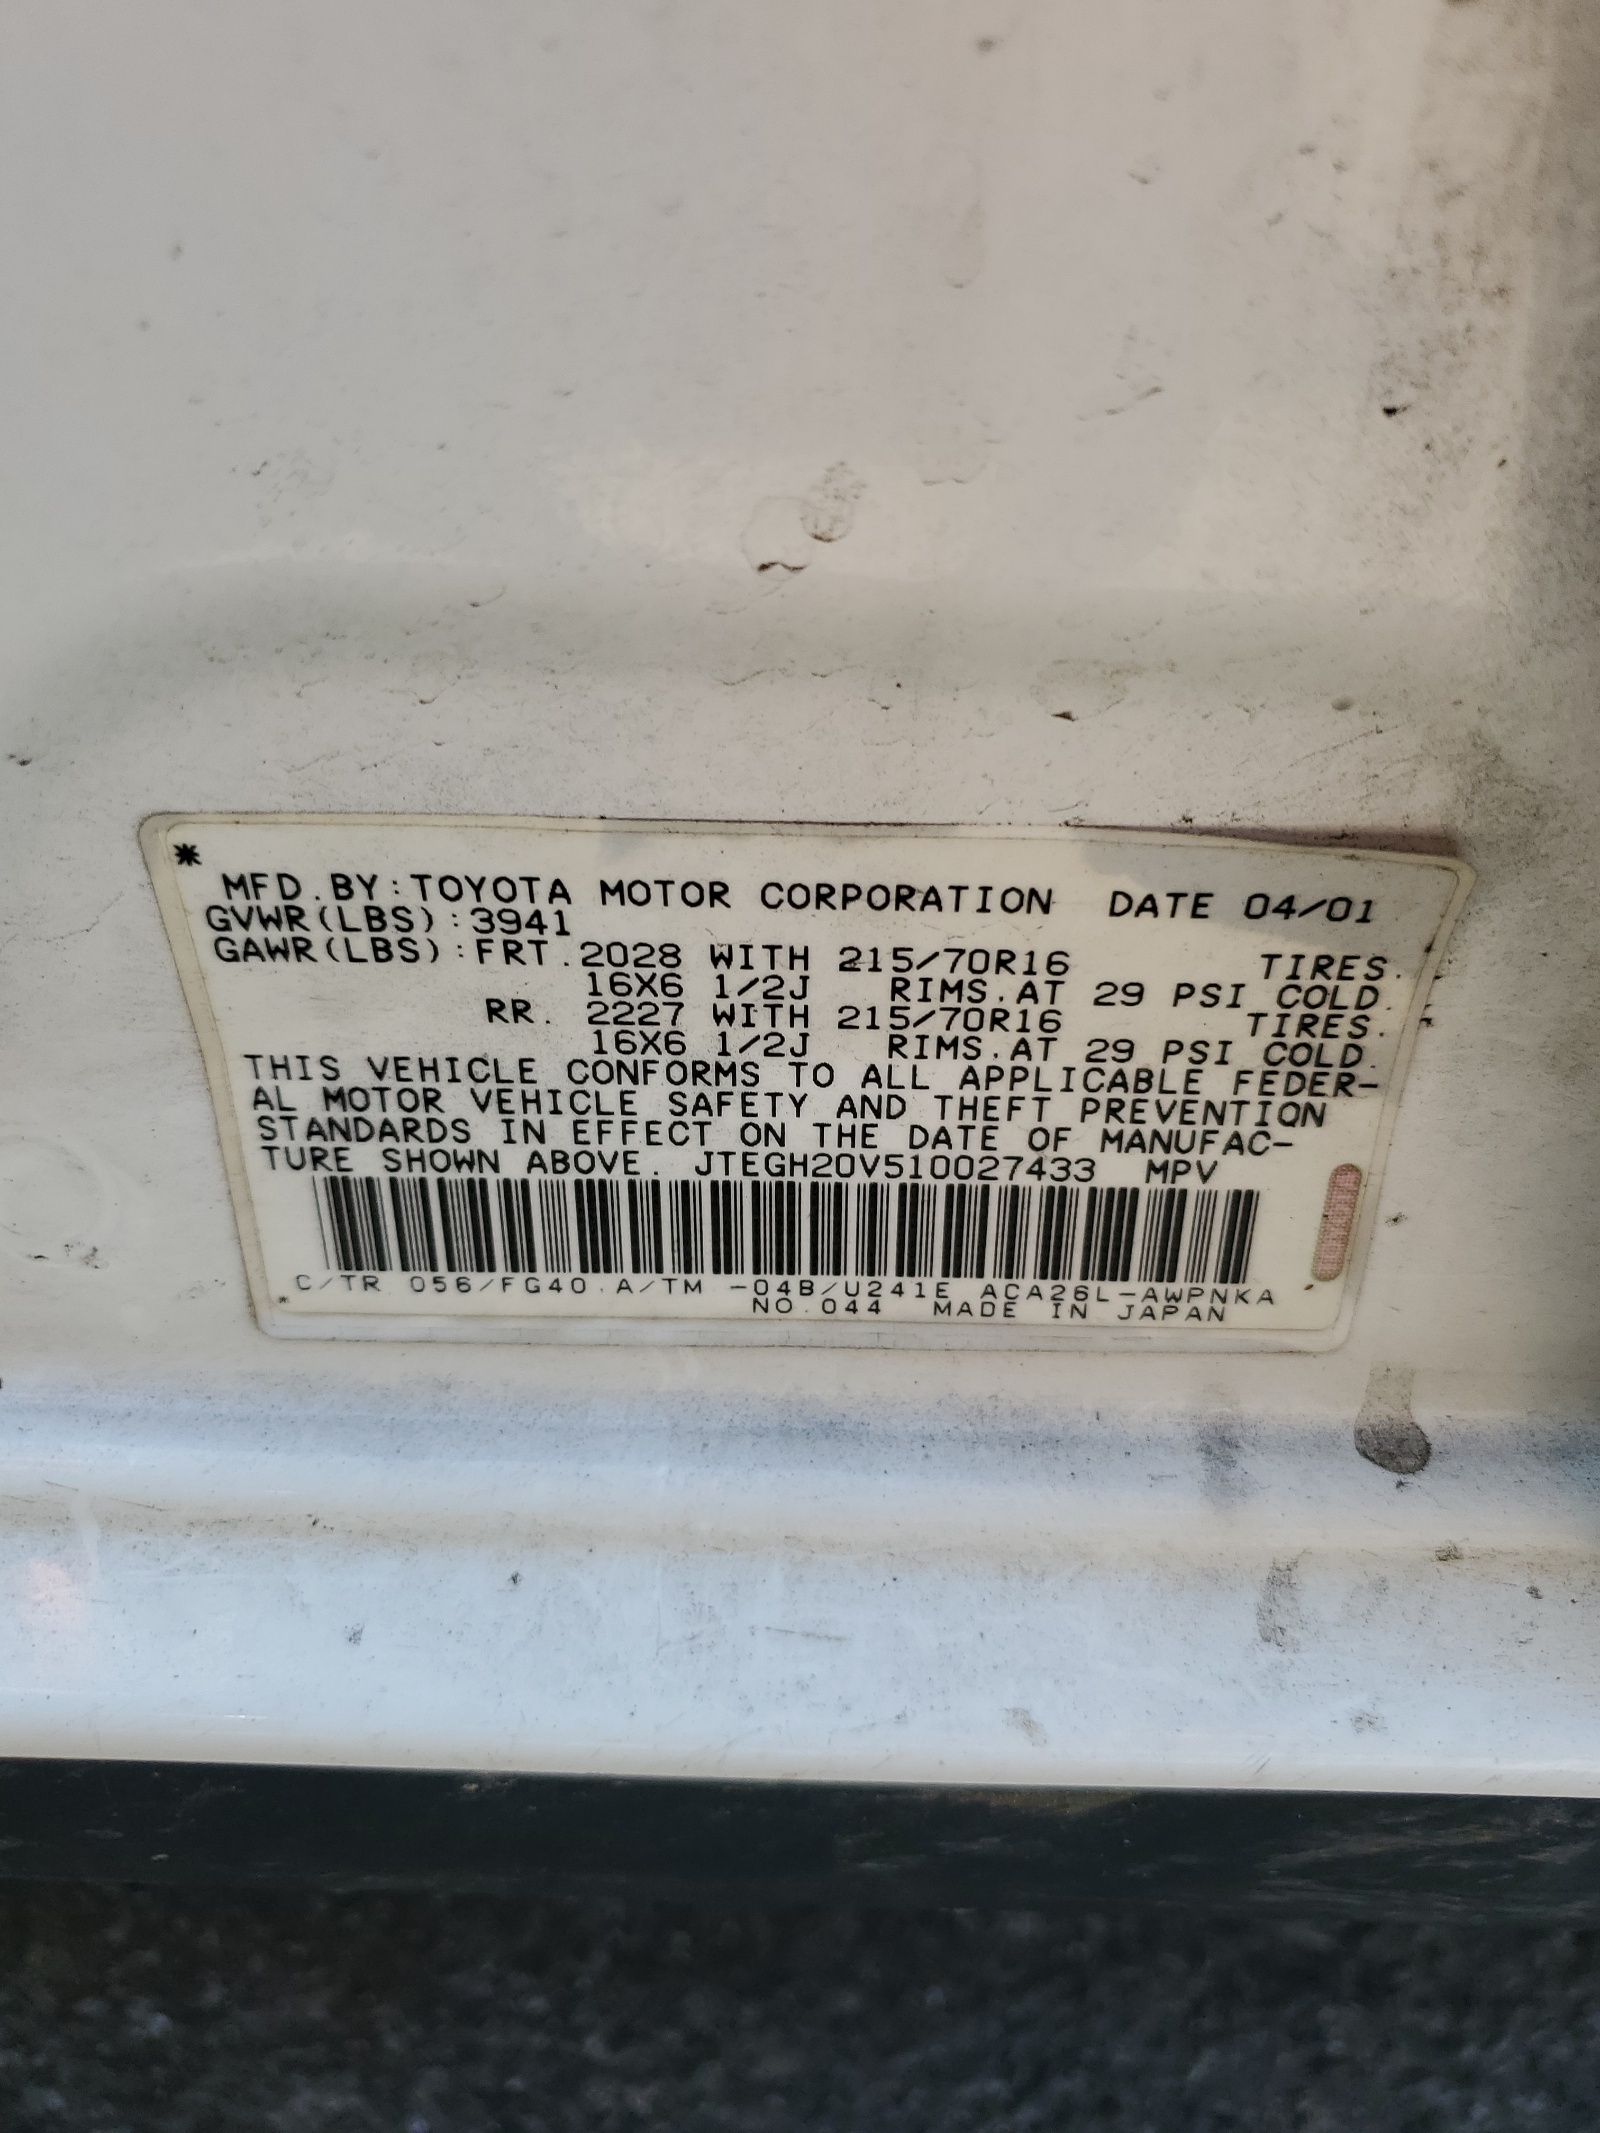 *
MFD.BY:TOYOTA MOTOR CORPORATION DATE 04/01
GVWR(LBS):3941
GAWR(LBS):FRT.2028 WITH 215/70R16 TIRES.
16X6 1/2J RIMS.AT 29 PSI COLD.
RR. 2227 WITH 215/70R16 TIRES.
16X6 1/2J RIMS.AT 29 PSI COLD.
THIS VEHICLE CONFORMS TO ALL APPLICABLE FEDER-
AL MOTOR VEHICLE SAFETY AND THEFT PREVENTION
STANDARDS IN EFFECT ON THE DATE OF MANUFAC-
TURE SHOWN ABOVE. JTEGH20V510027433 MPV
C/TR 056/FG40.A/TM -04B/U241E ACA26L-AWPNKA
* NO.044 MADE IN JAPAN